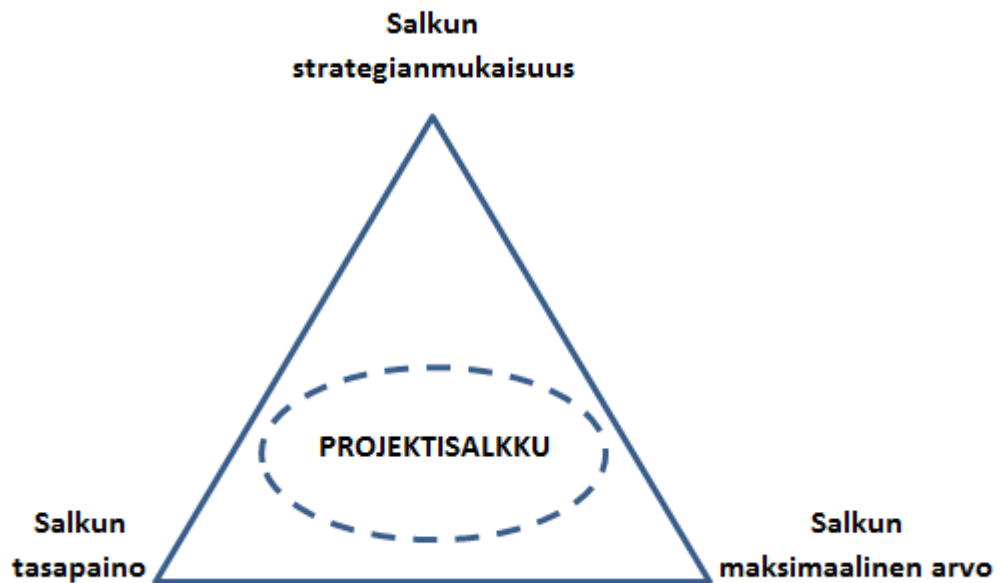 Salkun
strategianmukaisuus
PROJEKTISALKKU
Salkun
tasapaino
Salkun
maksimaalinen arvo